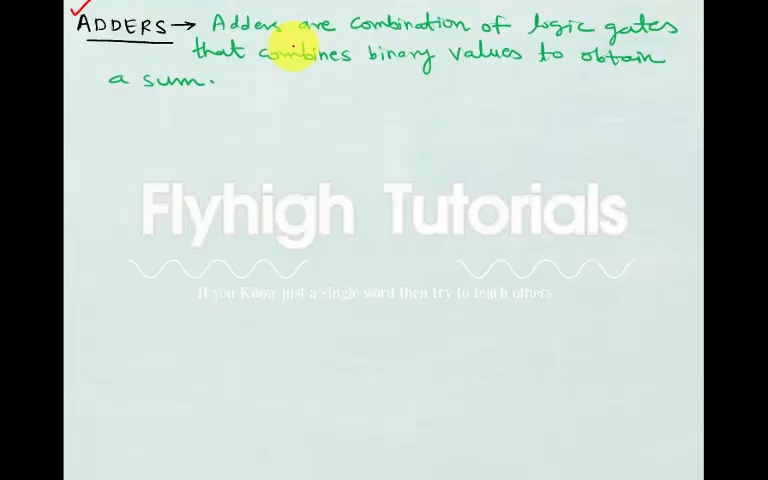 ADDERS → Adders are combination of logic gates
that combines binary values to obtain
a sum.
Flyhigh Tutorials
If you Know just a single word then try to teach others